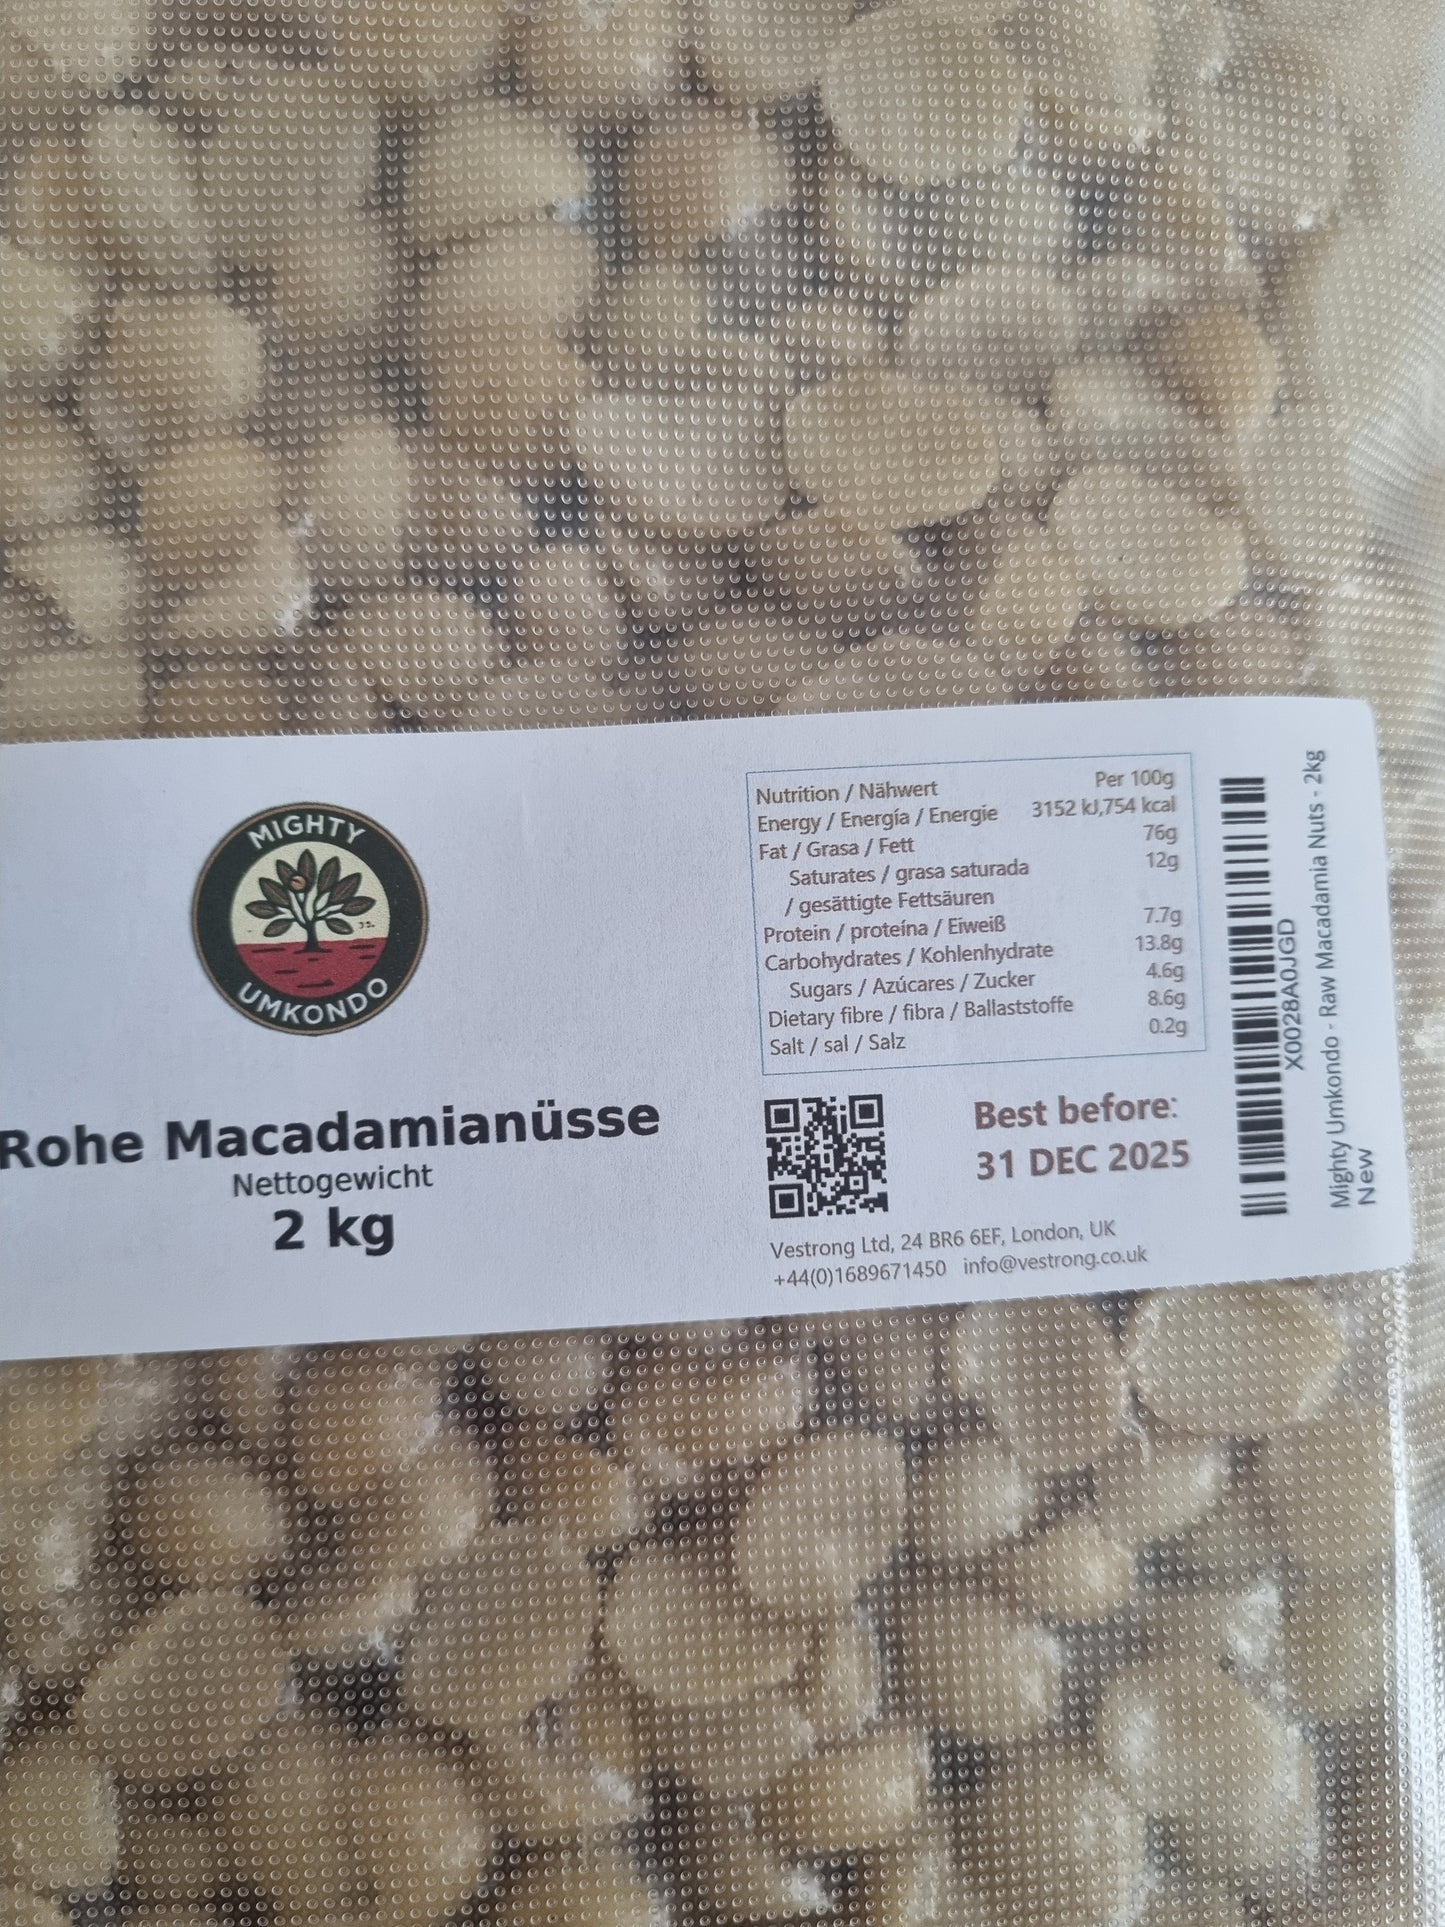 MIGHTY
UMKONDO
Rohe Macadamianüsse
Nettogewicht
2 kg
Nutrition / Nähwert Per 100g
Energy / Energía / Energie 3152 kJ,754 kcal
Fat / Grasa / Fett 76g
Saturates / grasa saturada 12g
/ gesättigte Fettsäuren
Protein / proteína / Eiweiß 7.7g
Carbohydrates / Kohlenhydrate 13.8g
Sugars / Azúcares / Zucker 4.6g
Dietary fibre / fibra / Ballaststoffe 8.6g
Salt / sal / Salz 0.2g
Best before:
31 DEC 2025
Vestrong Ltd, 24 BR6 6EF, London, UK
+44(0)1689671450 info@vestrong.co.uk
X0028A0JGD
Mighty Umkondo - Raw Macadamia Nuts - 2kg
New